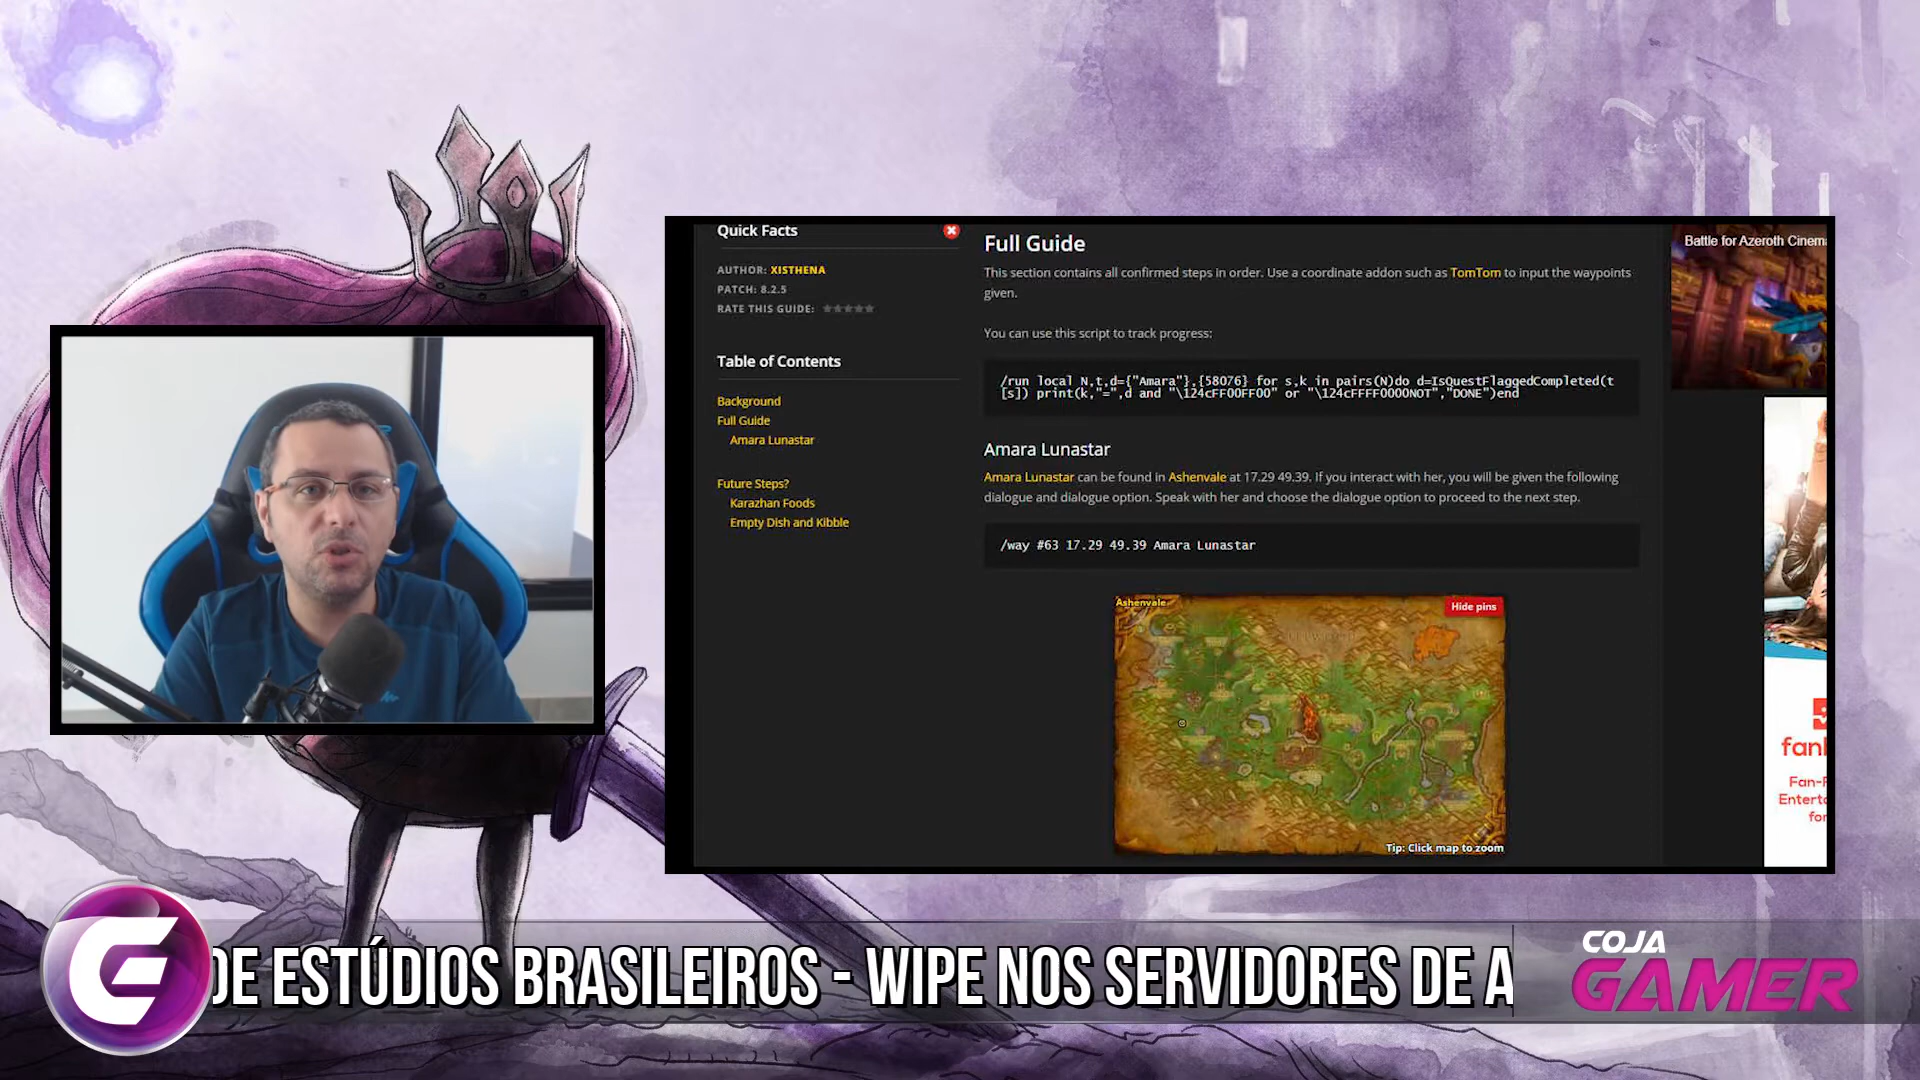 Quick Facts
AUTHOR: XISTHENA
PATCH: 8.2.5
RATE THIS GUIDE:
Table of Contents
Background
Full Guide
Amara Lunastar
Future Steps?
Karazhan Foods
Empty Dish and Kibble
Full Guide
This section contains all confirmed steps in order. Use a coordinate addon such as TomTom to input the waypoints
given.
You can use this script to track progress:
/run local N,t,d={"Amara"},{58076} for s,k in pairs(N)do d=IsQuestFlaggedCompleted(t
[s]) print(k,"=",d and "\124cFF00FF00" or "\124cFFFF0000NOT","DONE")end
Amara Lunastar
Amara Lunastar can be found in Ashenvale at 17.29 49.39. If you interact with her, you will be given the following
dialogue and dialogue option. Speak with her and choose the dialogue option to proceed to the next step.
/way #63 17.29 49.39 Amara Lunastar
Ashenvale
Hide pins
Tip: Click map to zoom
Battle for Azeroth Cinem
fan
Fan-F
Enterta
for
DE ESTÚDIOS BRASILEIROS - WIPE NOS SERVIDORES DE A
COJA
GAMER